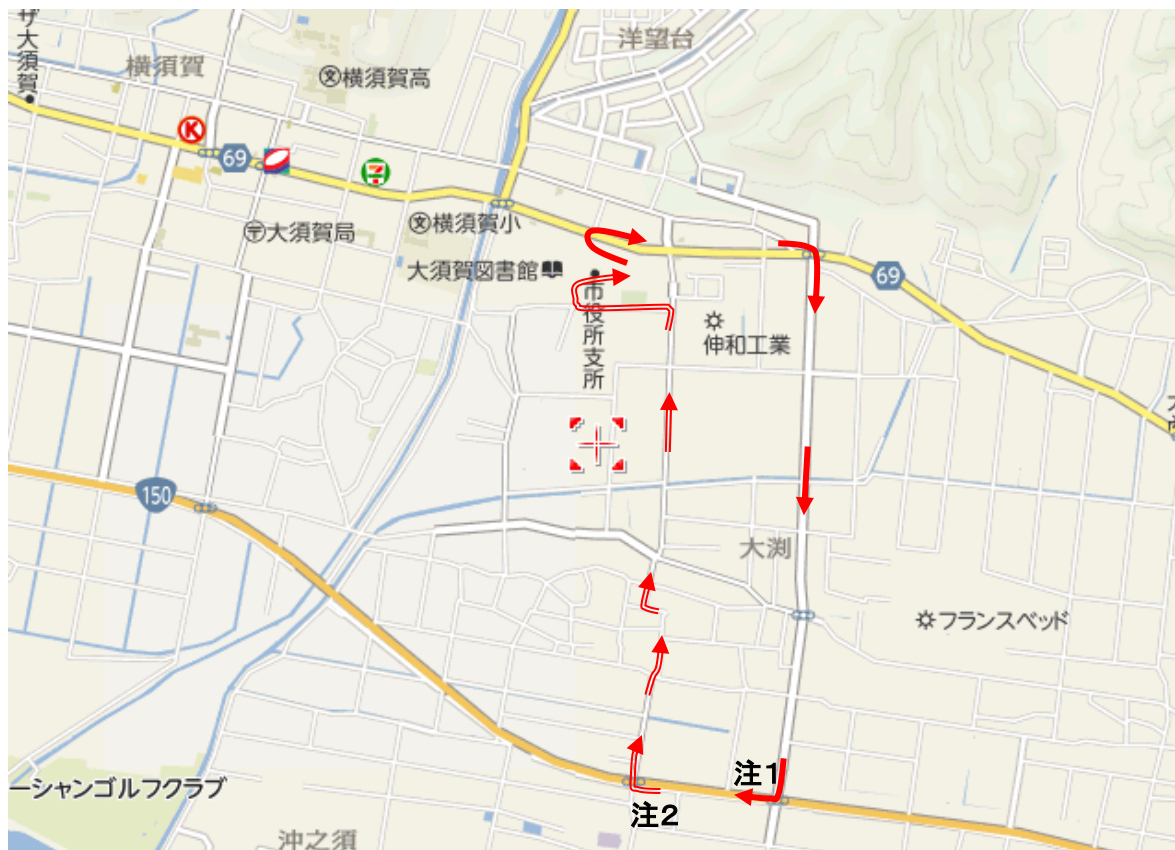 ザ大須賀
横須賀
横須賀高
洋望台
K
69
7
文横須賀小
〒大須賀局
大須賀図書館
市役所支所
69
伸和工業
150
大渕
フランスベッド
注1
注2
ーシャンゴルフクラブ
沖之須